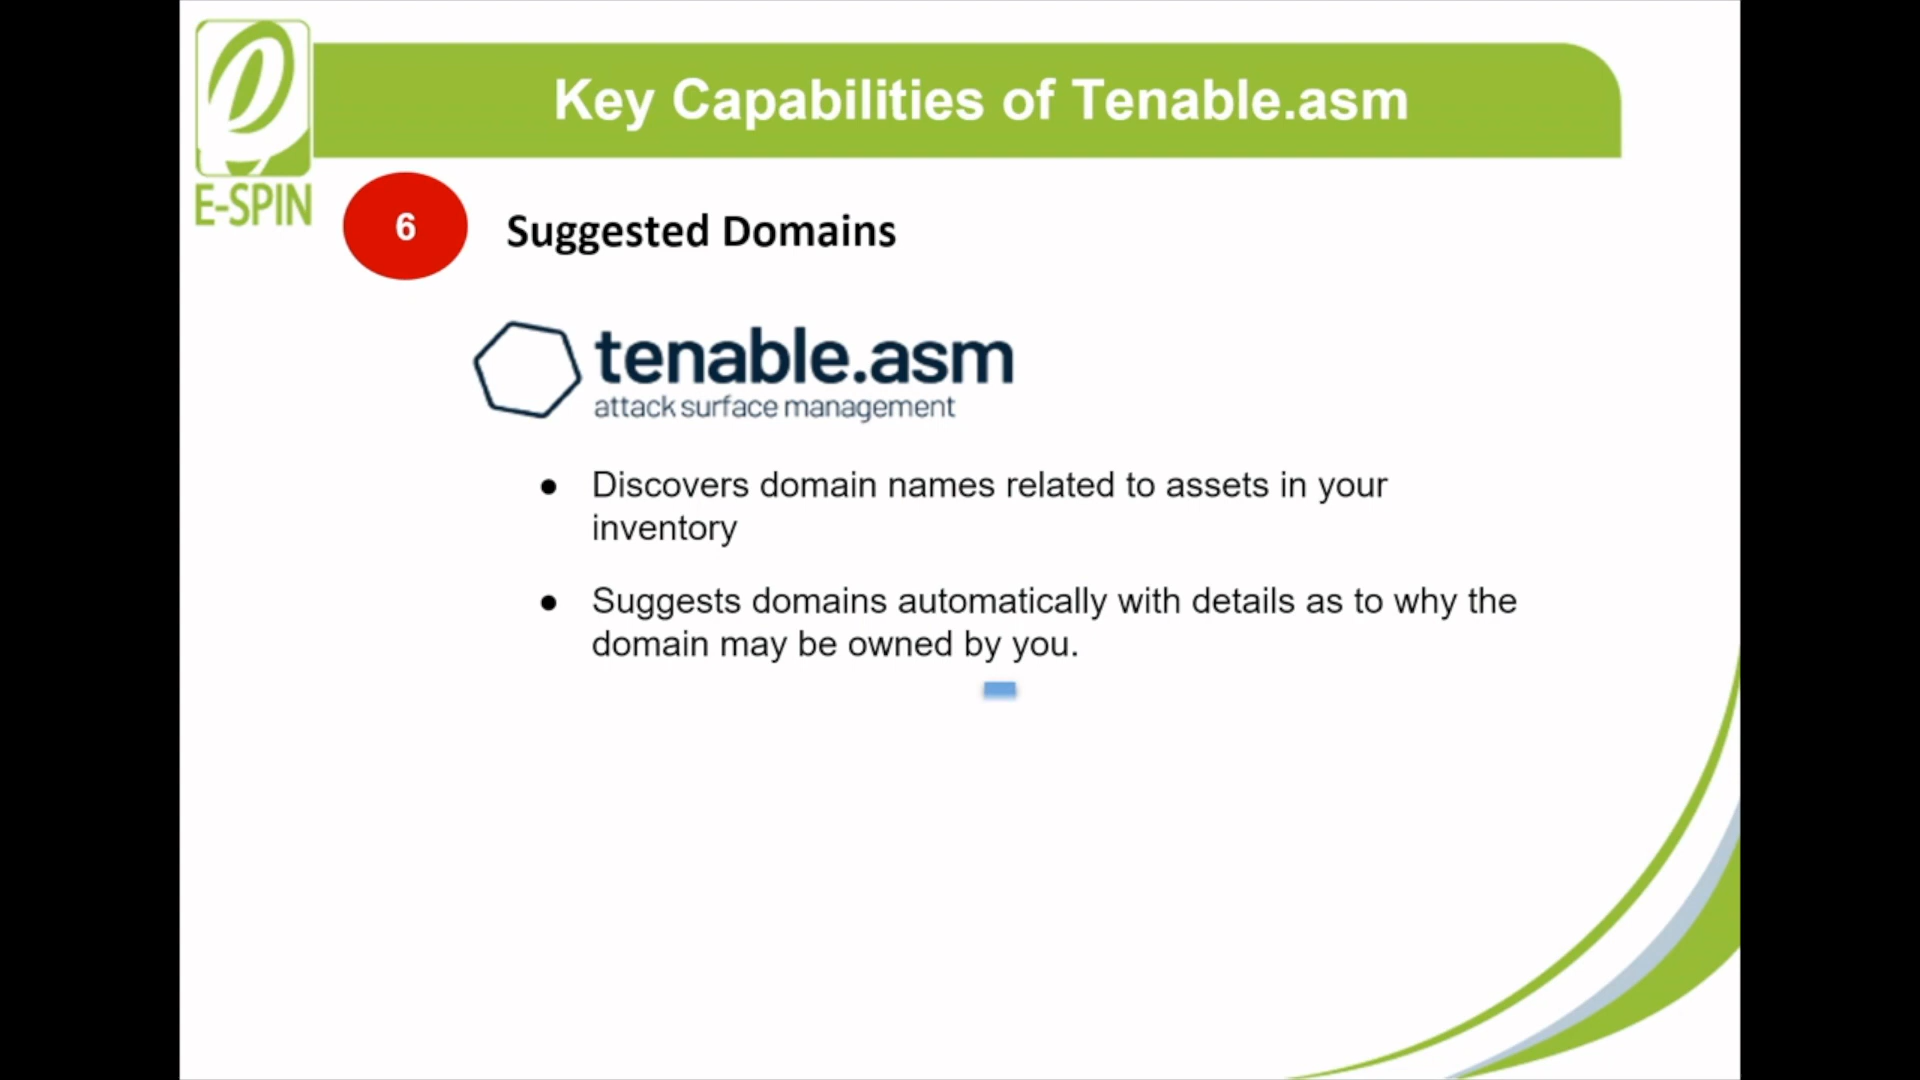 Key Capabilities of Tenable.asm
E-SPIN
6
Suggested Domains
tenable.asm
attack surface management
● Discovers domain names related to assets in your
inventory
● Suggests domains automatically with details as to why the
domain may be owned by you.